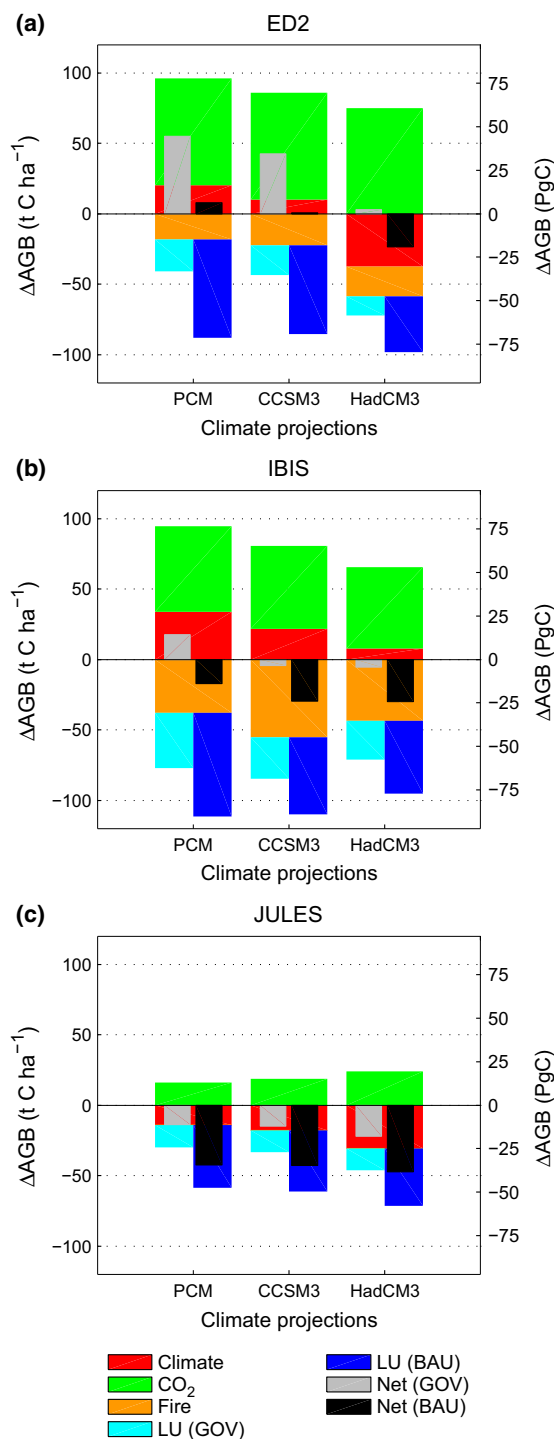 (a)
ED2
100
50
0
−50
−100
ΔAGB (t C ha⁻¹)
75
50
25
0
−25
−50
−75
ΔAGB (PgC)
PCM CCSM3 HadCM3
Climate projections
(b)
IBIS
100
50
0
−50
−100
ΔAGB (t C ha⁻¹)
75
50
25
0
−25
−50
−75
ΔAGB (PgC)
PCM CCSM3 HadCM3
Climate projections
(c)
JULES
100
50
0
−50
−100
ΔAGB (t C ha⁻¹)
75
50
25
0
−25
−50
−75
ΔAGB (PgC)
PCM CCSM3 HadCM3
Climate projections
Climate
CO₂
Fire
LU (GOV)
LU (BAU)
Net (GOV)
Net (BAU)